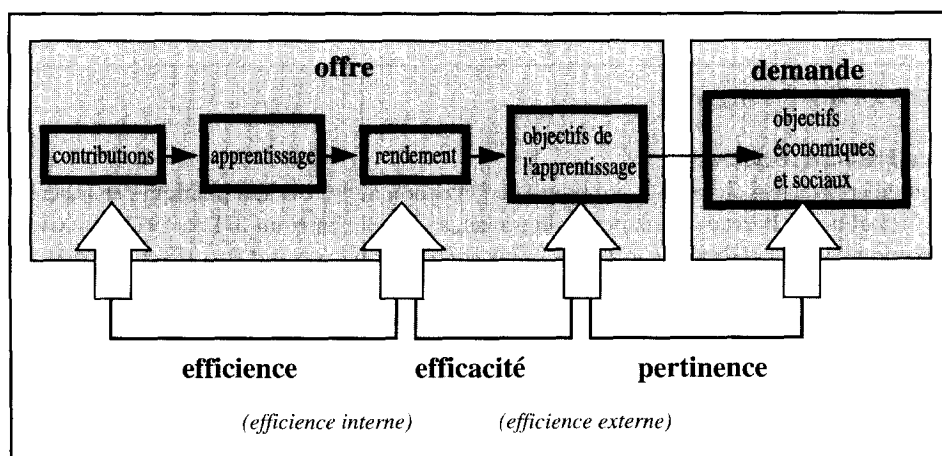 offre
demande
contributions
apprentissage
rendement
objectifs de
l'apprentissage
objectifs
économiques
et sociaux
efficience
efficacité
pertinence
(efficience interne)
(efficience externe)